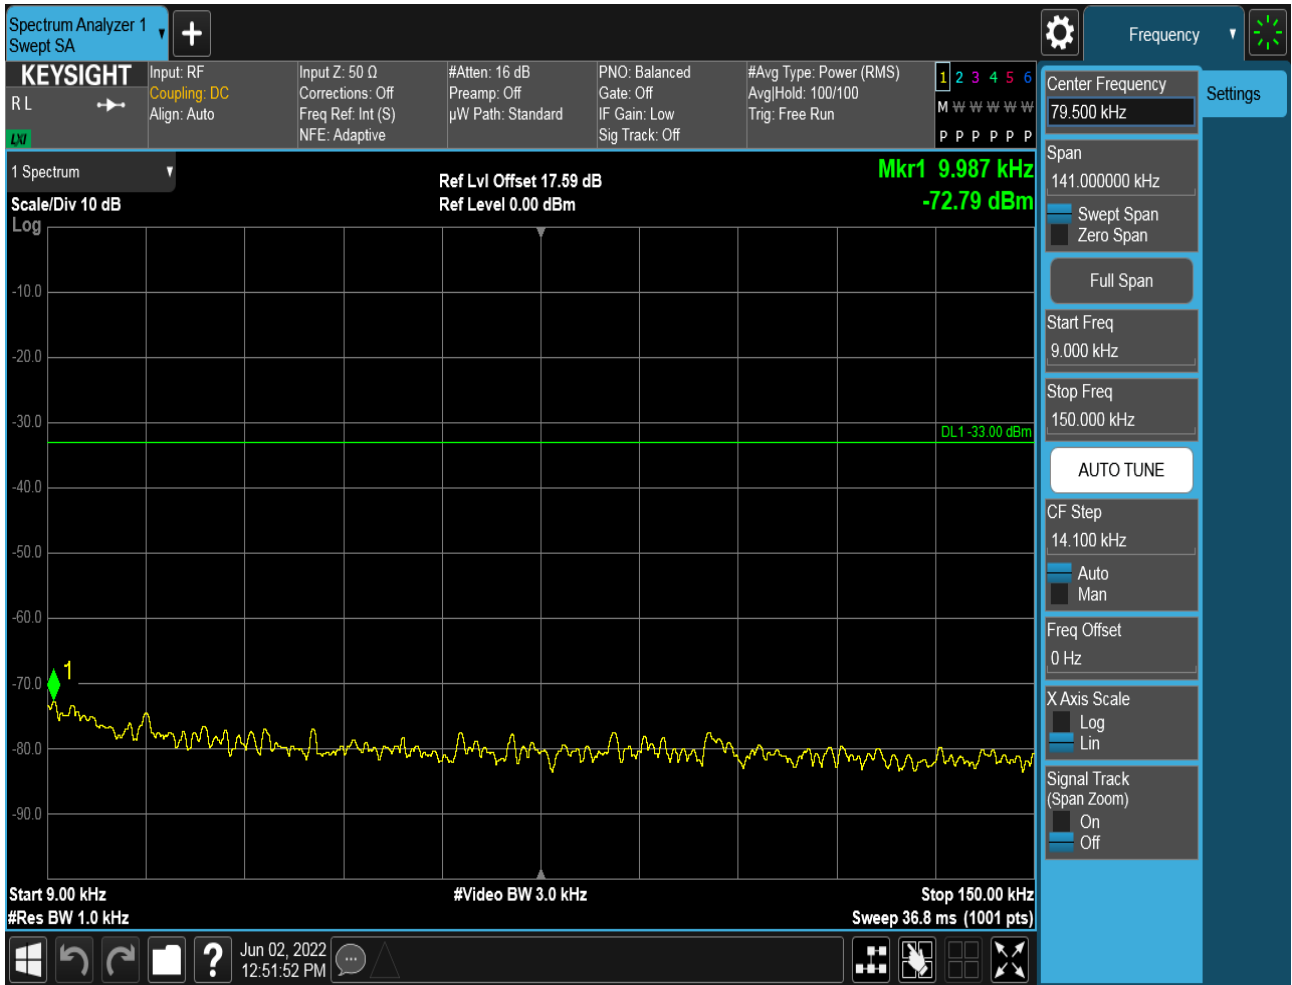 Spectrum Analyzer 1
Swept SA
Frequency
KEYSIGHT
R L
LXI
Input: RF
Coupling: DC
Align: Auto
Input Z: 50 Ω
Corrections: Off
Freq Ref: Int (S)
NFE: Adaptive
#Atten: 16 dB
Preamp: Off
µW Path: Standard
PNO: Balanced
Gate: Off
IF Gain: Low
Sig Track: Off
#Avg Type: Power (RMS)
Avg|Hold: 100/100
Trig: Free Run
1 2 3 4 5 6
M W W W W W
P P P P P P
1 Spectrum
Scale/Div 10 dB
Log
Ref Lvl Offset 17.59 dB
Ref Level 0.00 dBm
Mkr1 9.987 kHz
-72.79 dBm
-10.0
-20.0
-30.0
DL1 -33.00 dBm
-40.0
-50.0
-60.0
1
-70.0
-80.0
-90.0
Start 9.00 kHz
#Res BW 1.0 kHz
#Video BW 3.0 kHz
Stop 150.00 kHz
Sweep 36.8 ms (1001 pts)
Jun 02, 2022
12:51:52 PM
?
Center Frequency
79.500 kHz
Settings
Span
141.000000 kHz
Swept Span
Zero Span
Full Span
Start Freq
9.000 kHz
Stop Freq
150.000 kHz
AUTO TUNE
CF Step
14.100 kHz
Auto
Man
Freq Offset
0 Hz
X Axis Scale
Log
Lin
Signal Track
(Span Zoom)
On
Off